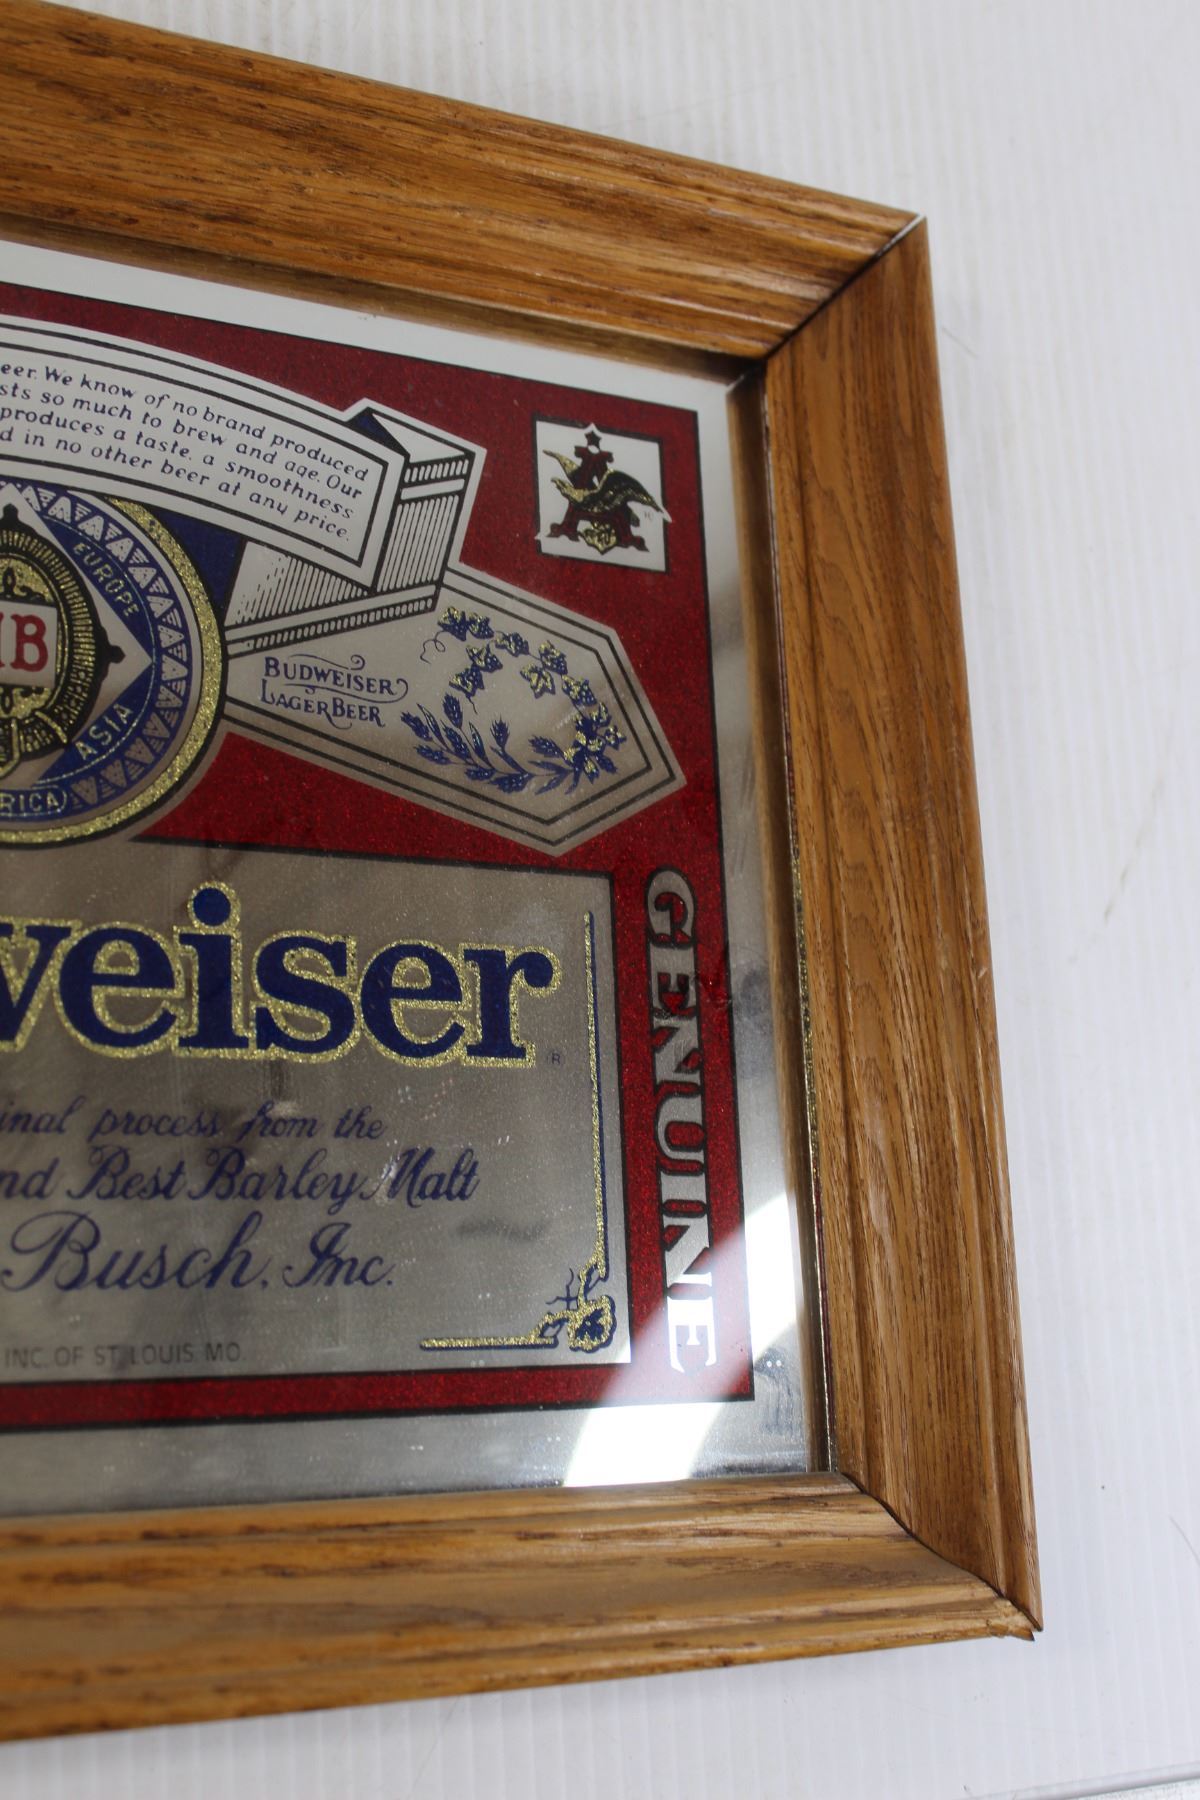 eer. We know of no brand produced
sts so much to brew and age. Our
produces a taste, a smoothness
d in no other beer at any price.
EUROPE
ASIA
RICA
B
BUDWEISER
LAGER BEER
GENUINE
weiser
®
inal process from the
nd Best Barley Malt
Busch, Inc.
INC. OF ST. LOUIS MO.